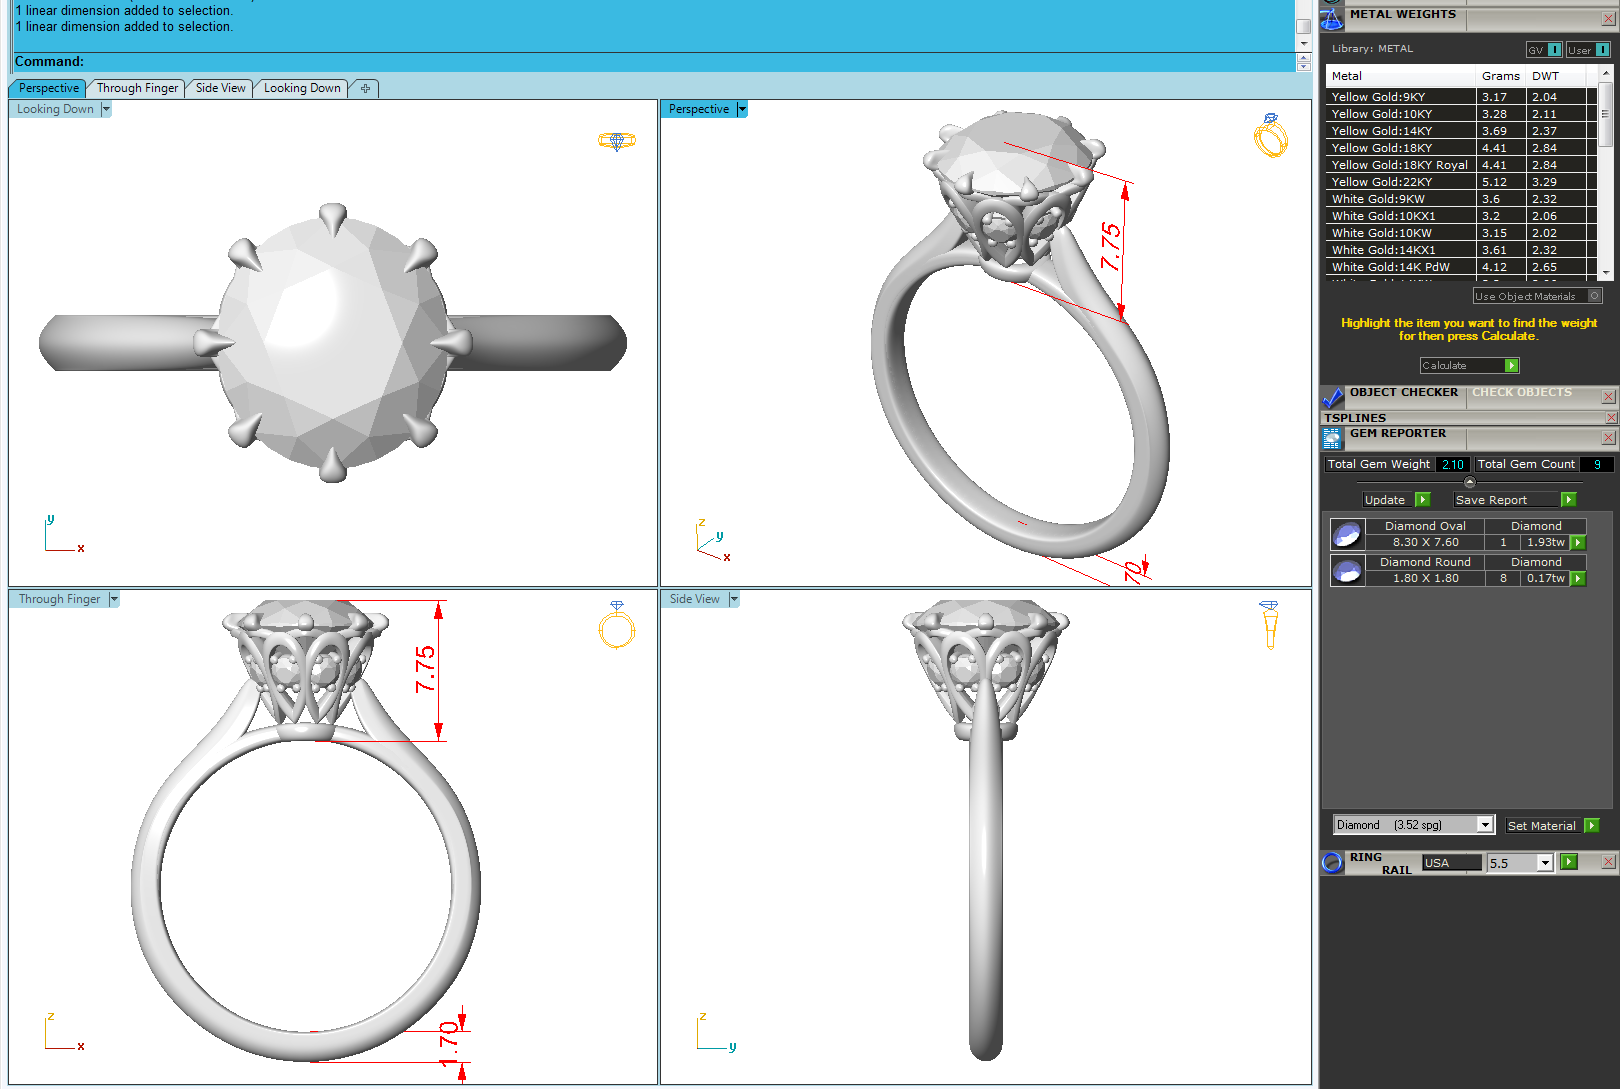 1 linear dimension added to selection.
1 linear dimension added to selection.
Command:
Perspective
Through Finger
Side View
Looking Down
Looking Down
y
x
Perspective
7.75
70
z
y
x
Through Finger
7.75
1.70
z
x
Side View
z
y
METAL WEIGHTS
Library: METAL
GV
User
Metal Grams DWT
Yellow Gold:9KY 3.17 2.04
Yellow Gold:10KY 3.28 2.11
Yellow Gold:14KY 3.69 2.37
Yellow Gold:18KY 4.41 2.84
Yellow Gold:18KY Royal 4.41 2.84
Yellow Gold:22KY 5.12 3.29
White Gold:9KW 3.6 2.32
White Gold:10KX1 3.2 2.06
White Gold:10KW 3.15 2.02
White Gold:14KX1 3.61 2.32
White Gold:14K PdW 4.12 2.65
Use Object Materials
Highlight the item you want to find the weight
for then press Calculate.
Calculate
OBJECT CHECKER CHECK OBJECTS
TSPLINES
GEM REPORTER
Total Gem Weight 2.10 Total Gem Count 9
Update Save Report
Diamond Oval Diamond
8.30 X 7.60 1 1.93tw
Diamond Round Diamond
1.80 X 1.80 8 0.17tw
Diamond (3.52 spg) Set Material
RING
RAIL USA 5.5